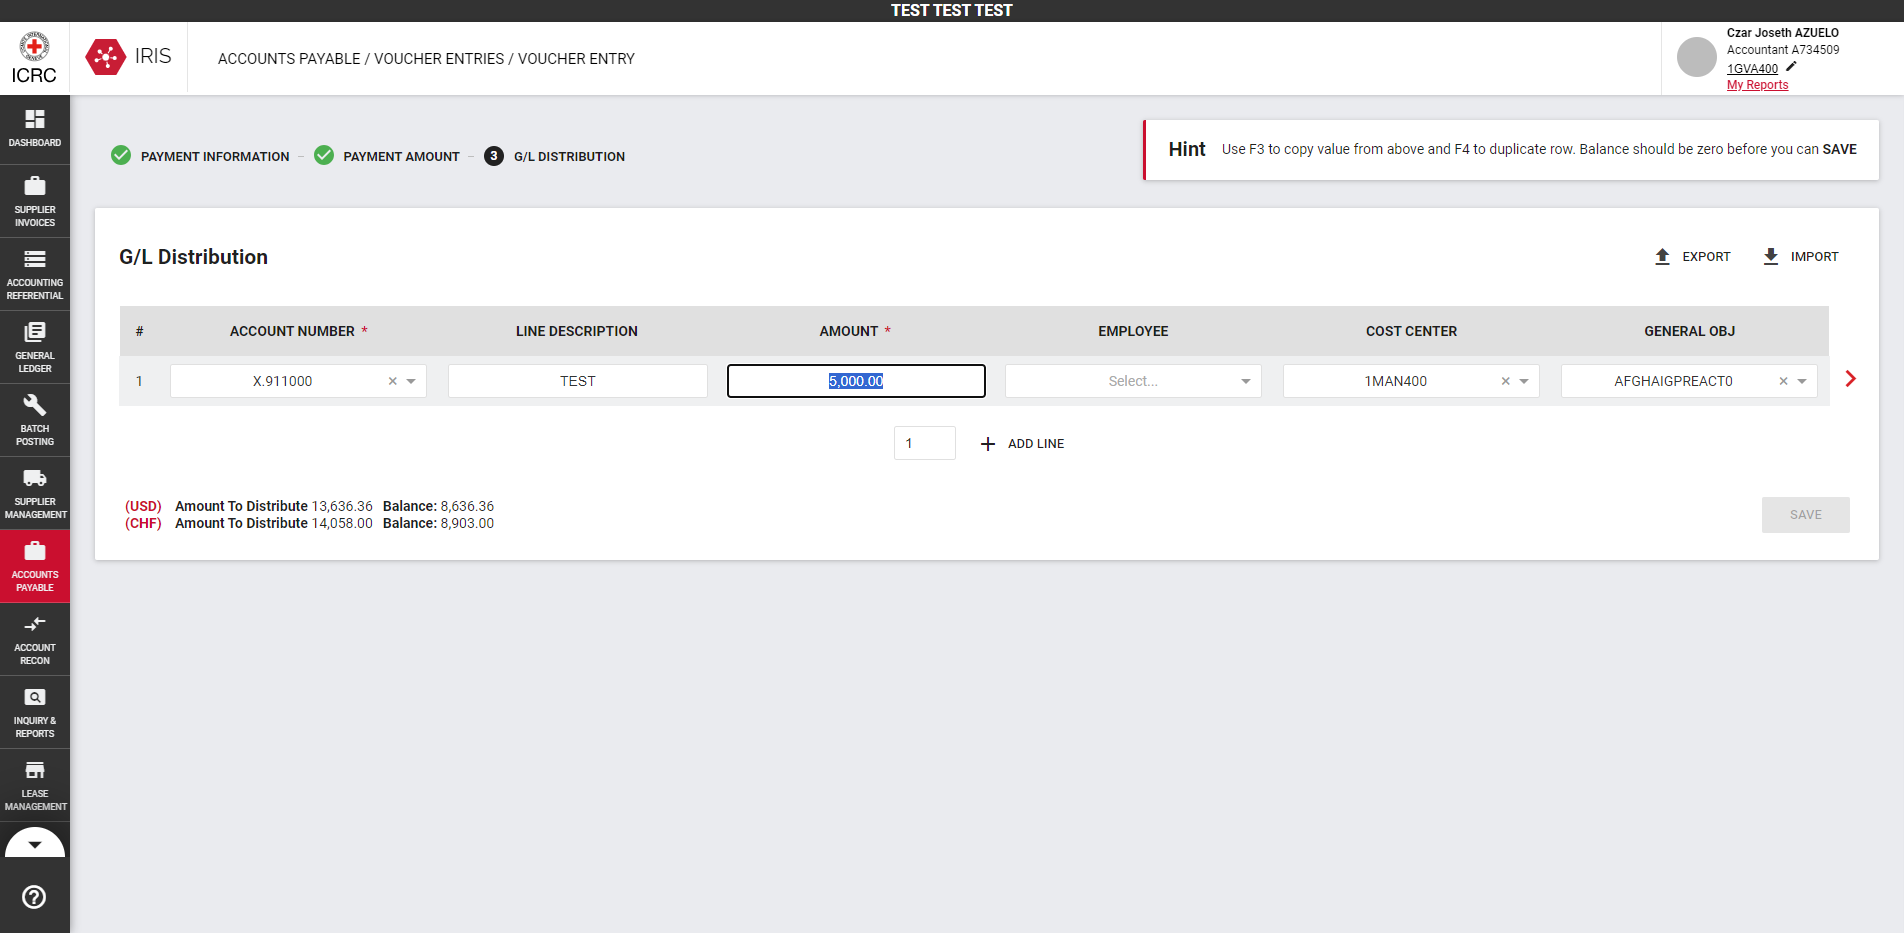 TEST TEST TEST
ICRC
IRIS
ACCOUNTS PAYABLE / VOUCHER ENTRIES / VOUCHER ENTRY
Czar Joseth AZUELO
Accountant A734509
1GVA400
My Reports
DASHBOARD
SUPPLIER
INVOICES
ACCOUNTING
REFERENTIAL
GENERAL
LEDGER
BATCH
POSTING
SUPPLIER
MANAGEMENT
ACCOUNTS
PAYABLE
ACCOUNT
RECON
INQUIRY &
REPORTS
LEASE
MANAGEMENT
PAYMENT INFORMATION
PAYMENT AMOUNT
3 G/L DISTRIBUTION
Hint Use F3 to copy value from above and F4 to duplicate row. Balance should be zero before you can SAVE
G/L Distribution
EXPORT
IMPORT
# ACCOUNT NUMBER * LINE DESCRIPTION AMOUNT * EMPLOYEE COST CENTER GENERAL OBJ
1 X.911000 TEST 5,000.00 Select... 1MAN400 AFGHAIGPREACT0
1 ADD LINE
(USD) Amount To Distribute 13,636.36 Balance: 8,636.36
(CHF) Amount To Distribute 14,058.00 Balance: 8,903.00
SAVE